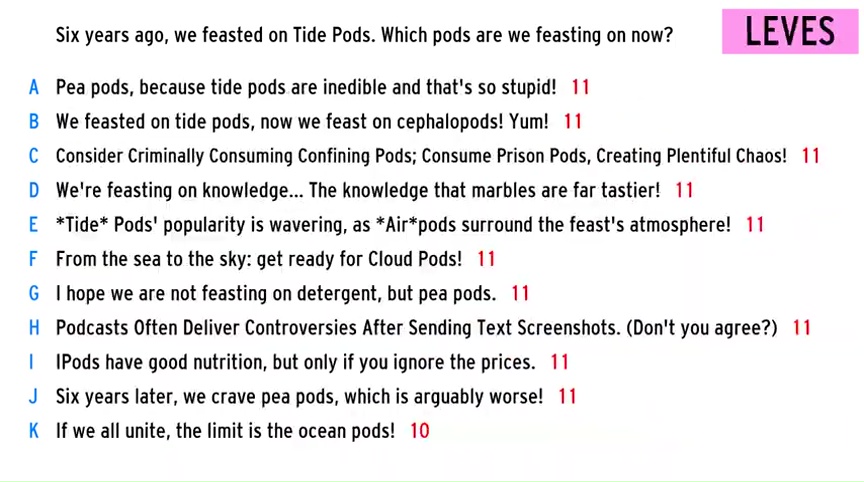 Six years ago, we feasted on Tide Pods. Which pods are we feasting on now?
LEVES
A Pea pods, because tide pods are inedible and that's so stupid! 11
B We feasted on tide pods, now we feast on cephalopods! Yum! 11
C Consider Criminally Consuming Confining Pods; Consume Prison Pods, Creating Plentiful Chaos! 11
D We're feasting on knowledge... The knowledge that marbles are far tastier! 11
E *Tide* Pods' popularity is wavering, as *Air*pods surround the feast's atmosphere! 11
F From the sea to the sky: get ready for Cloud Pods! 11
G I hope we are not feasting on detergent, but pea pods. 11
H Podcasts Often Deliver Controversies After Sending Text Screenshots. (Don't you agree?) 11
I IPods have good nutrition, but only if you ignore the prices. 11
J Six years later, we crave pea pods, which is arguably worse! 11
K If we all unite, the limit is the ocean pods! 10